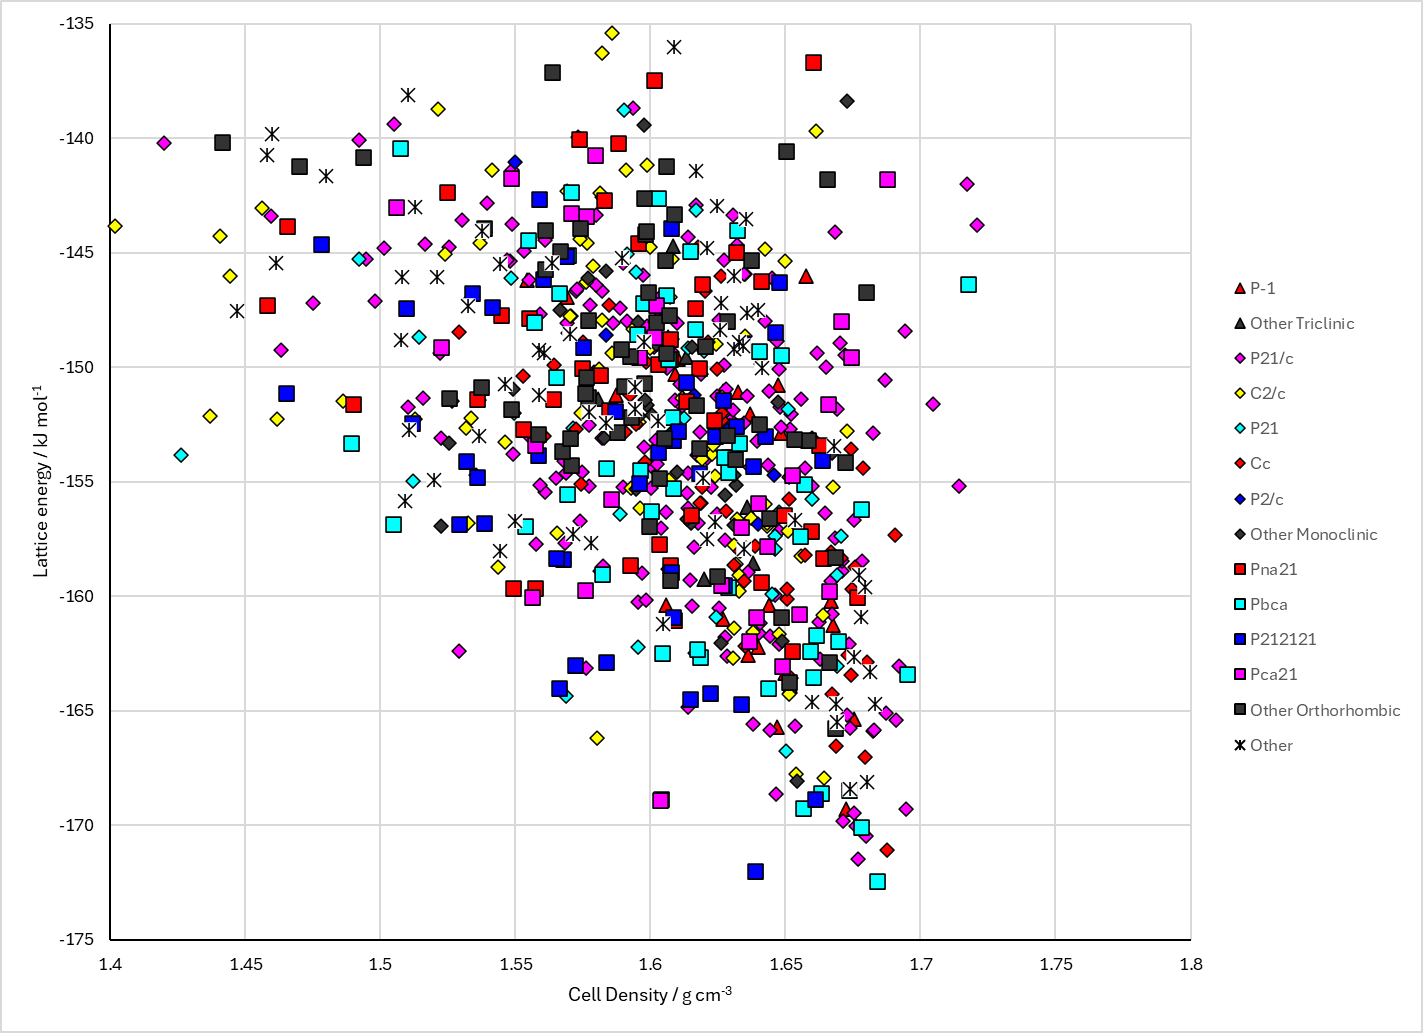 -135
-140
-145
-150
-155
-160
-165
-170
-175
Lattice energy / kJ mol-1
1.4 1.45 1.5 1.55 1.6 1.65 1.7 1.75 1.8
Cell Density / g cm-3
P-1
Other Triclinic
P21/c
C2/c
P21
Cc
P2/c
Other Monoclinic
Pna21
Pbca
P212121
Pca21
Other Orthorhombic
Other